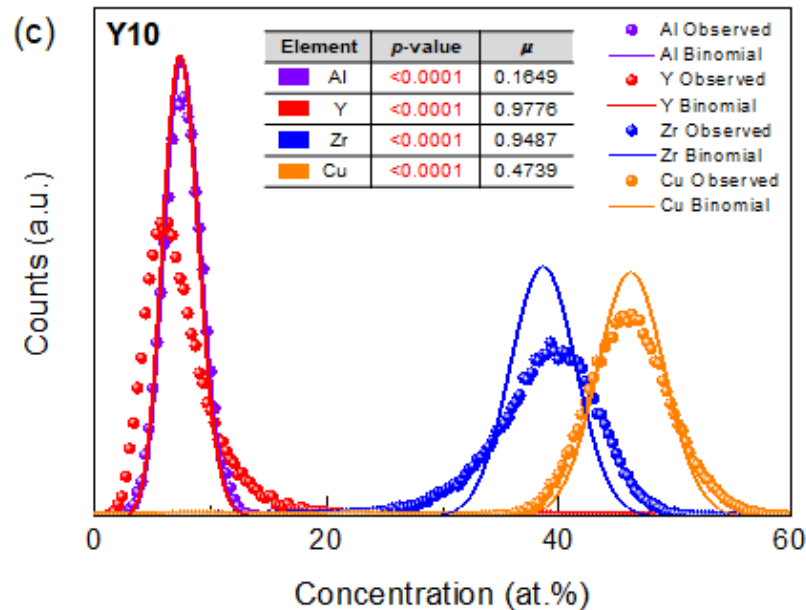 (c)
Y10
Element p-value μ
Al <0.0001 0.1649
Y <0.0001 0.9776
Zr <0.0001 0.9487
Cu <0.0001 0.4739
Al Observed
Al Binomial
Y Observed
Y Binomial
Zr Observed
Zr Binomial
Cu Observed
Cu Binomial
Counts (a.u.)
0 20 40 60
Concentration (at.%)